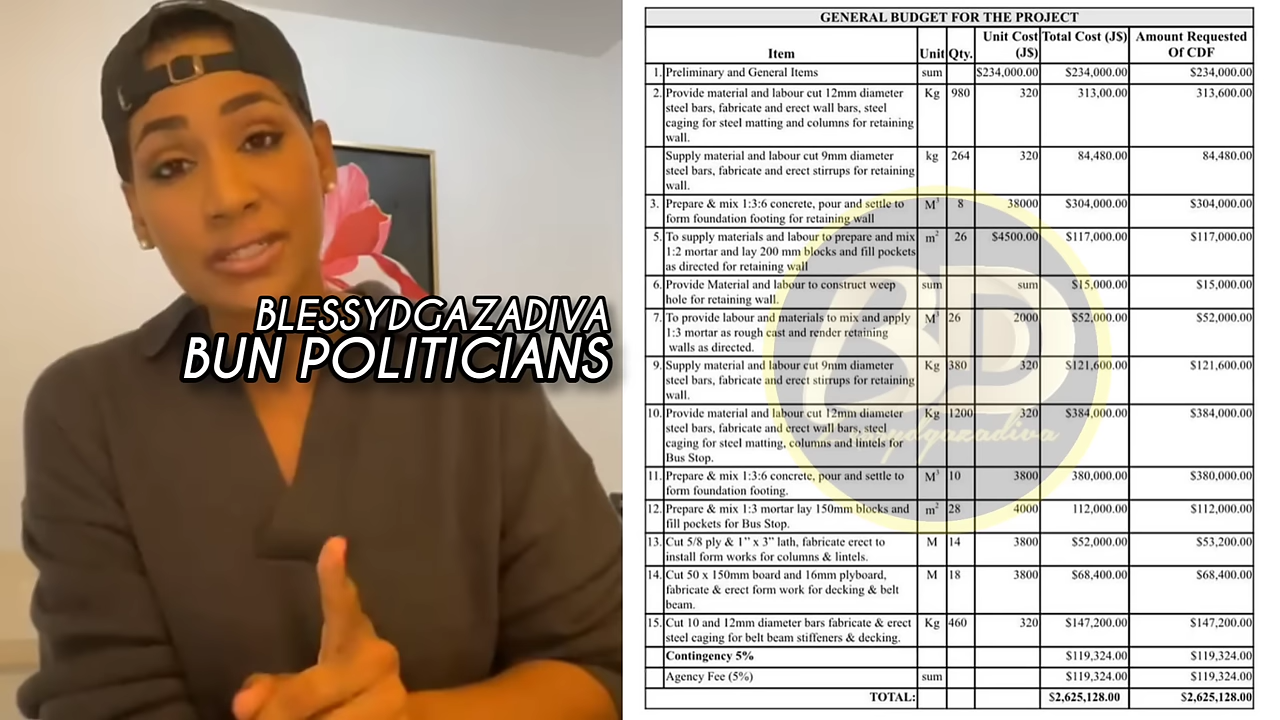 BLESSYDGAZADIVA
BUN POLITICIANS
GENERAL BUDGET FOR THE PROJECT
Item Unit Qty. Unit Cost (J$) Total Cost (J$) Amount Requested Of CDF
1. Preliminary and General Items sum $234,000.00 $234,000.00 $234,000.00
2. Provide material and labour cut 12mm diameter Kg 980 320 313,00.00 313,600.00
steel bars, fabricate and erect wall bars, steel
caging for steel matting and columns for retaining
wall.
Supply material and labour cut 9mm diameter kg 264 320 84,480.00 84,480.00
steel bars, fabricate and erect stirrups for retaining
wall.
3. Prepare & mix 1:3:6 concrete, pour and settle to M³ 8 38000 $304,000.00 $304,000.00
form foundation footing for retaining wall
5. To supply materials and labour to prepare and mix m² 26 $4500.00 $117,000.00 $117,000.00
1:2 mortar and lay 200 mm blocks and fill pockets
as directed for retaining wall
6. Provide Material and labour to construct weep sum sum $15,000.00 $15,000.00
hole for retaining wall.
7. To provide labour and materials to mix and apply M³ 26 2000 $52,000.00 $52,000.00
1:3 mortar as rough cast and render retaining
walls as directed.
9. Supply material and labour cut 9mm diameter Kg 380 320 $121,600.00 $121,600.00
steel bars, fabricate and erect stirrups for retaining
wall.
10. Provide material and labour cut 12mm diameter Kg 1200 320 $384,000.00 $384,000.00
steel bars, fabricate and erect wall bars, steel
caging for steel matting, columns and lintels for
Bus Stop.
11. Prepare & mix 1:3:6 concrete, pour and settle to M³ 10 3800 380,000.00 $380,000.00
form foundation footing.
12. Prepare & mix 1:3 mortar lay 150mm blocks and m² 28 4000 112,000.00 $112,000.00
fill pockets for Bus Stop.
13. Cut 5/8 ply & 1” x 3” lath, fabricate erect to M 14 3800 $52,000.00 $53,200.00
install form works for columns & lintels.
14. Cut 50 x 150mm board and 16mm plyboard, M 18 3800 $68,400.00 $68,400.00
fabricate & erect form work for decking & belt
beam.
15. Cut 10 and 12mm diameter bars fabricate & erect Kg 460 320 $147,200.00 $147,200.00
steel caging for belt beam stiffeners & decking.
Contingency 5% $119,324.00 $119,324.00
Agency Fee (5%) sum $119,324.00 $119,324.00
TOTAL: $2,625,128.00 $2,625,128.00